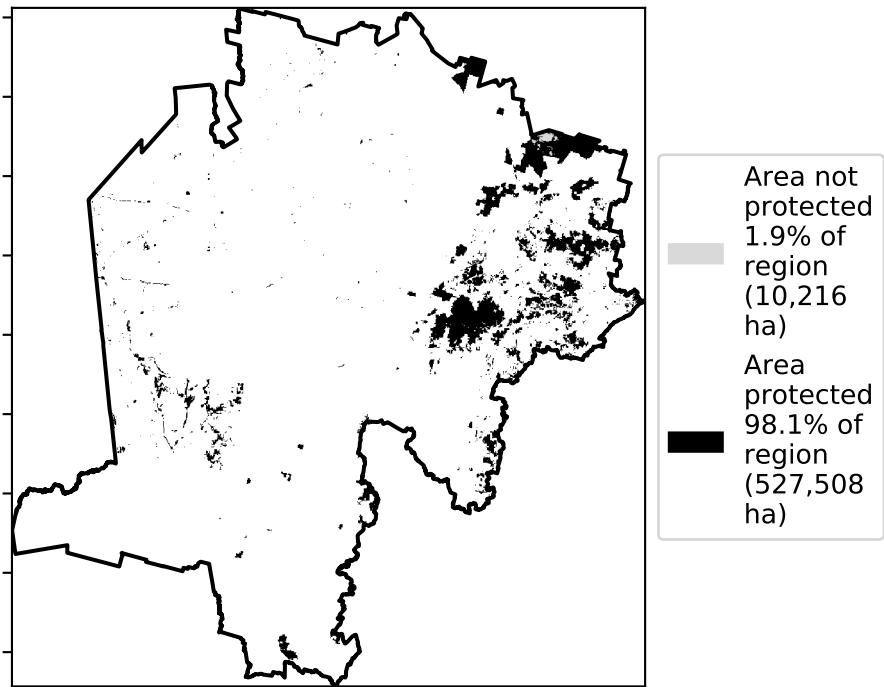 Area not
protected
1.9% of
region
(10,216
ha)
Area
protected
98.1% of
region
(527,508
ha)